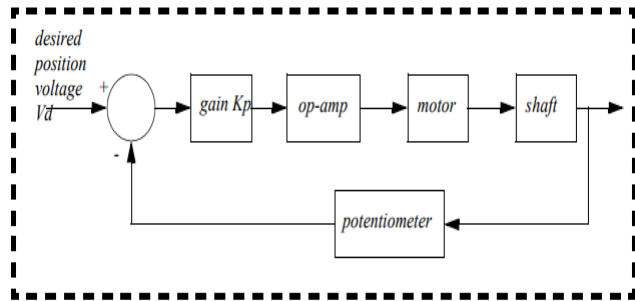 desired
position
voltage
Vd
+
-
gain Kp
op-amp
motor
shaft
potentiometer